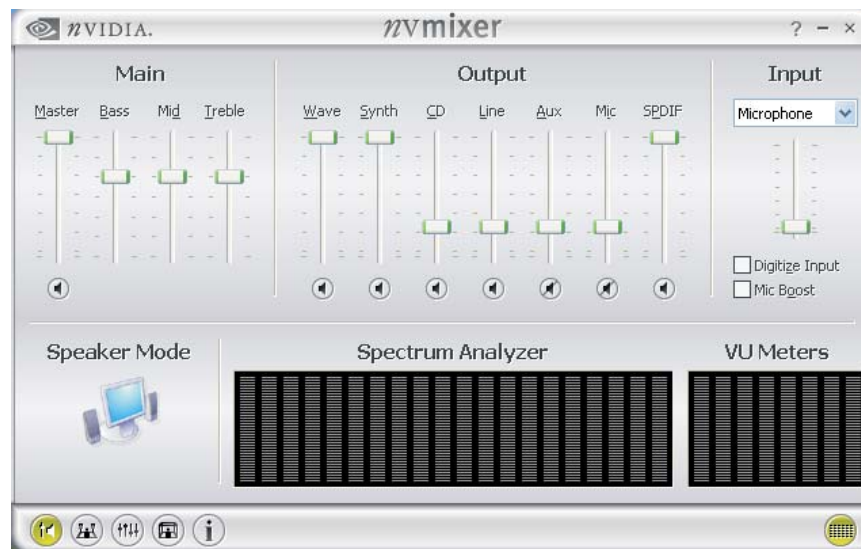 nVIDIA.
nvmixer
? – ×
Main
Output
Input
Master Bass Mid Treble
Wave Synth CD Line Aux Mic SPDIF
Microphone
Digitize Input
Mic Boost
Speaker Mode
Spectrum Analyzer
VU Meters
i